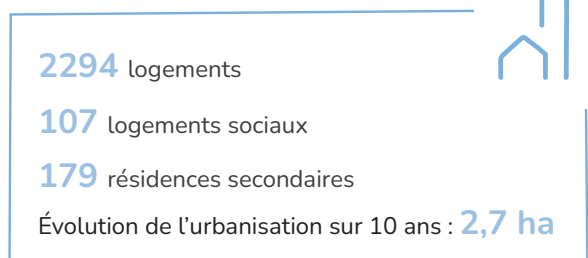 2294 logements
107 logements sociaux
179 résidences secondaires
Évolution de l’urbanisation sur 10 ans : 2,7 ha